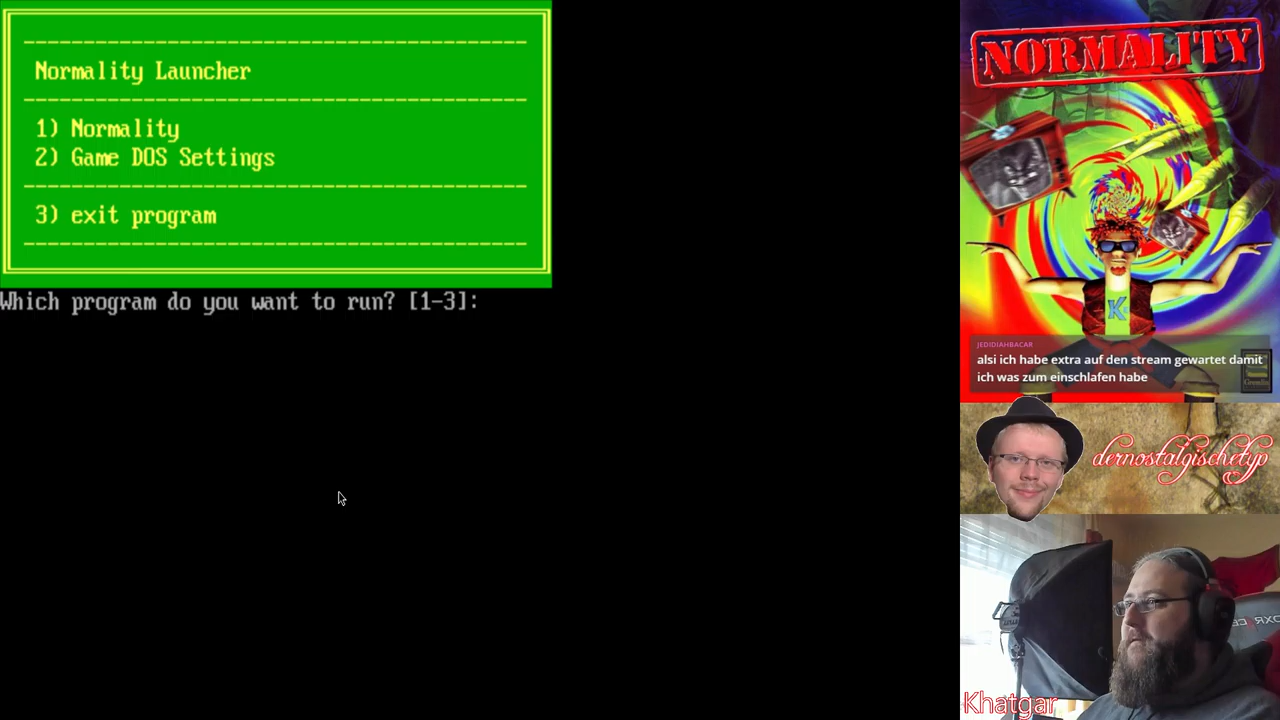 Normality Launcher
1) Normality
2) Game DOS Settings
3) exit program
Which program do you want to run? [1-3]:
NORMALITY
K
JEDIDIAHBACAR
alsi ich habe extra auf den stream gewartet damit
ich was zum einschlafen habe
Gremlin
dernostalgischetyp
Khatgar